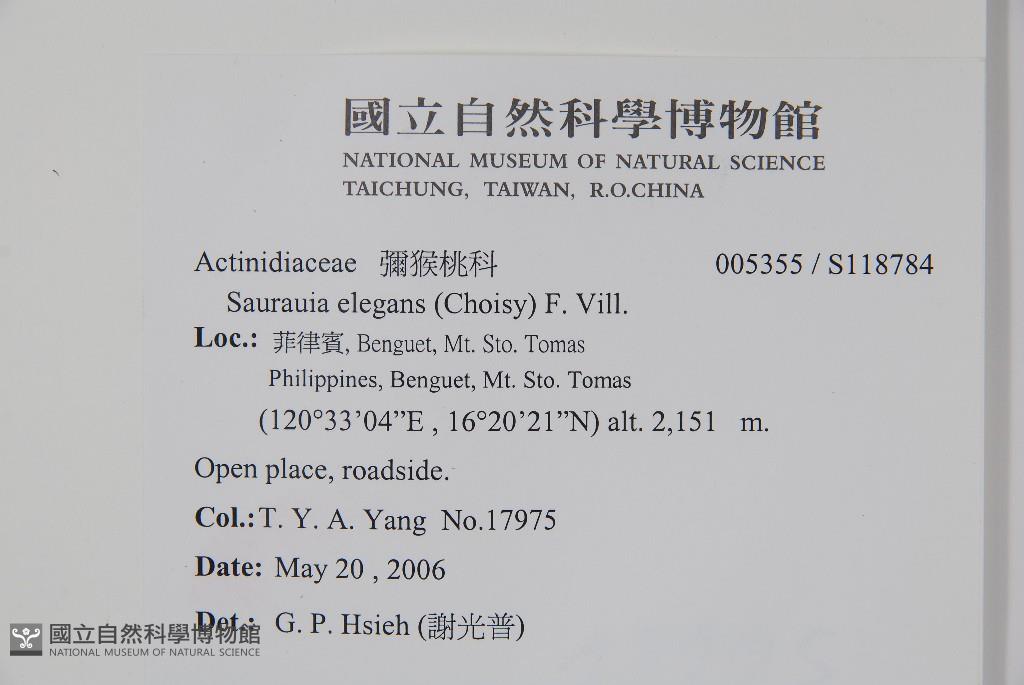 國立自然科學博物館
NATIONAL MUSEUM OF NATURAL SCIENCE
TAICHUNG, TAIWAN, R.O.CHINA
Actinidiaceae 彌猴桃科 005355 / S118784
Saurauia elegans (Choisy) F. Vill.
Loc.: 菲律賓, Benguet, Mt. Sto. Tomas
Philippines, Benguet, Mt. Sto. Tomas
(120°33’04”E , 16°20’21”N) alt. 2,151 m.
Open place, roadside.
Col.: T. Y. A. Yang No.17975
Date: May 20 , 2006
Det.: G. P. Hsieh (謝光普)
國立自然科學博物館
NATIONAL MUSEUM OF NATURAL SCIENCE